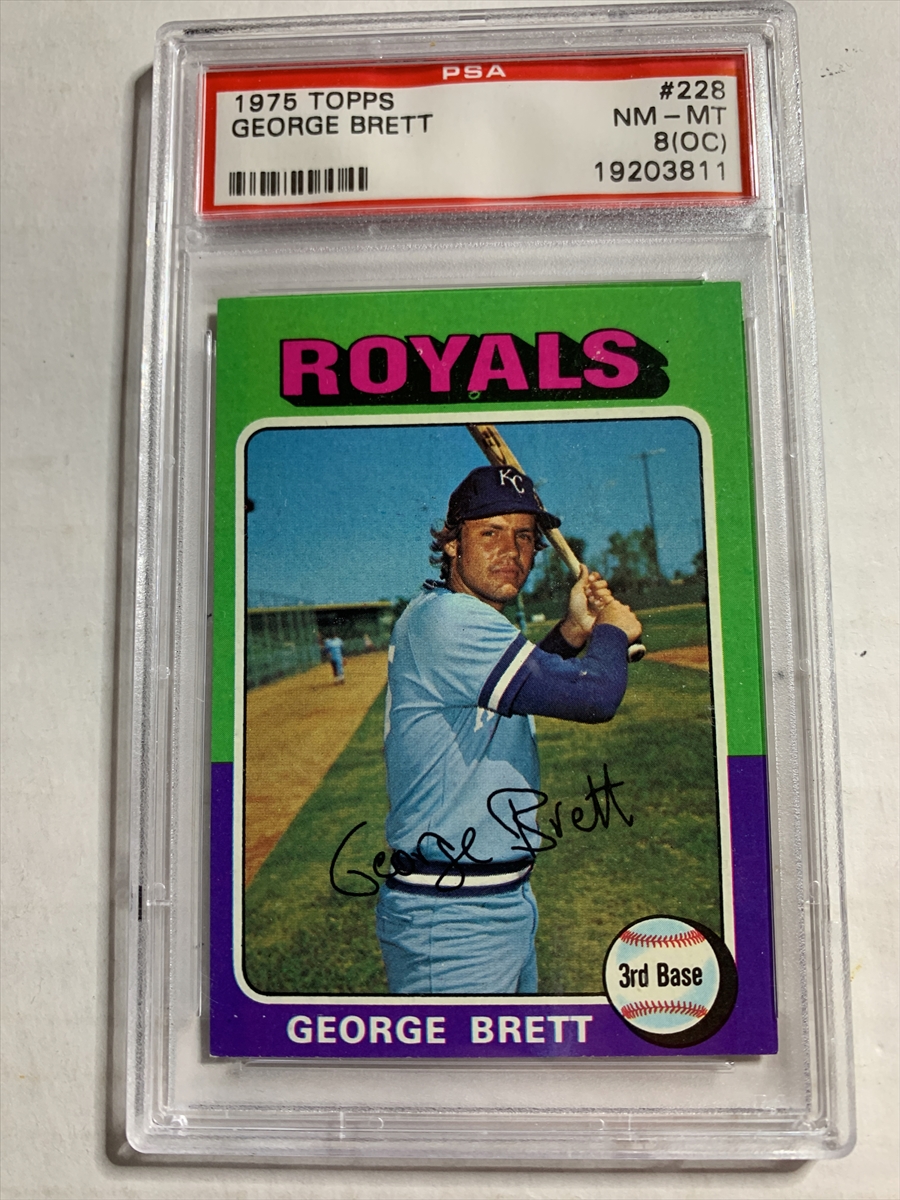 PSA
1975 TOPPS #228
GEORGE BRETT NM-MT
8(OC)
19203811
ROYALS
KC
George Brett
3rd Base
GEORGE BRETT